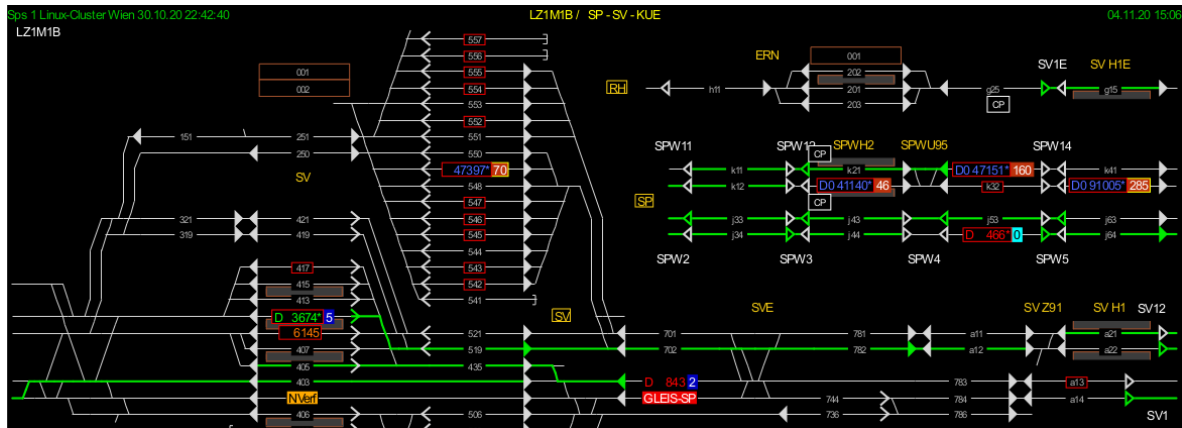 Sps 1 Linux-Cluster Wien 30.10.20 22:42:40 LZ1M1B / SP - SV - KUE 04.11.20 15:06
LZ1M1B
557
556
555
554
553
552
551
550
47397* 70
548
547
546
545
544
543
542
541
001
002
151 251
250
SV
321 421
319 419
417
415
413
D 3674* 5
6145
407
405
403
NVerf
406
521
519
435
506
SV
ERN 001
202
201
203
RH h11 g25 CP
SV1E SV H1E
g15
SPW11 CP SPWH2 SPWU95 SPW14
k11 k21 D0 47151* 160 k41
k12 D0 41140* 46 k32 D0 91005* 285
SP CP
j33 j43 j53 j63
j34 j44 D 466* 0 j64
SPW2 SPW3 SPW4 SPW5
SVE SV Z91 SV H1 SV12
701 781 a11 a21
702 782 a12 a22
D 843 2 783 a13
GLEIS-SP 744 784 a14
736 786 SV1